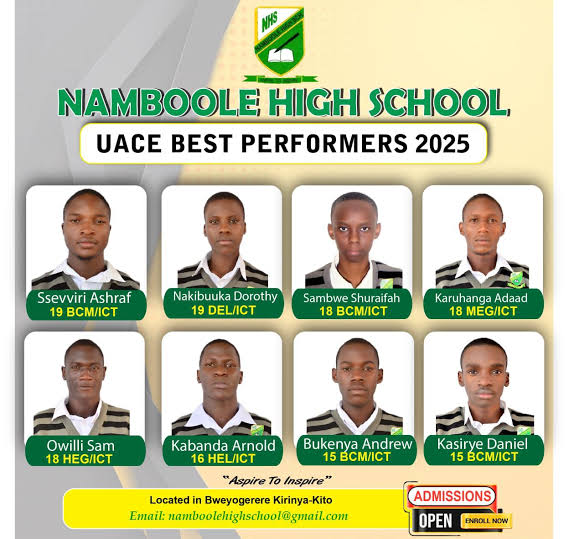 NHS
NAMBOOLE HIGH SCHOOL
UACE BEST PERFORMERS 2025
Ssevviri Ashraf
19 BCM/ICT
Nakibuuka Dorothy
19 DEL/ICT
Sambwe Shuraifah
18 BCM/ICT
Karuhanga Adaad
18 MEG/ICT
Owilli Sam
18 HEG/ICT
Kabanda Arnold
16 HEL/ICT
Bukenya Andrew
15 BCM/ICT
Kasirye Daniel
15 BCM/ICT
"Aspire To Inspire"
Located in Bweyogerere Kirinya-Kito
Email: namboolehighschool@gmail.com
ADMISSIONS
OPEN ENROLL NOW